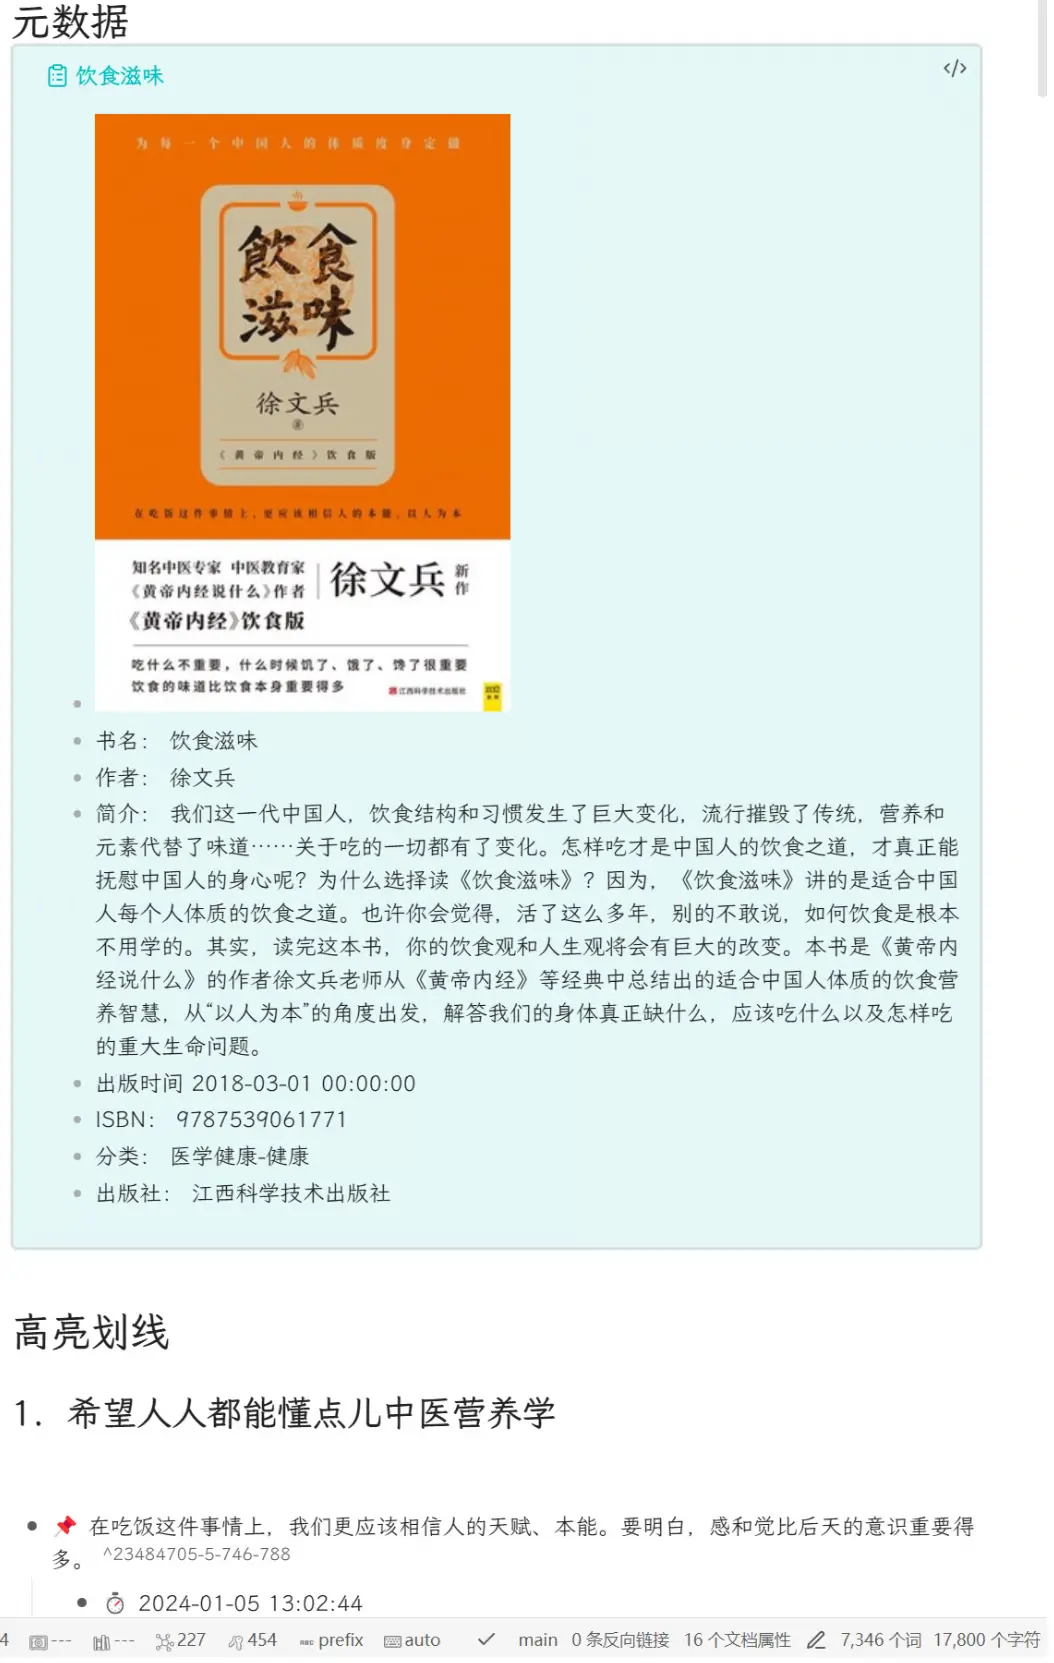 元数据
饮食滋味
为每一个中国人的体质度身定做
飲食
滋味
徐文兵
著
《黄帝内经》饮食版
在吃饭这件事情上，更应该相信人的本能，以人为本
知名中医专家 中医教育家
《黄帝内经说什么》作者
徐文兵 新作
《黄帝内经》饮食版
吃什么不重要，什么时候饥了、饿了、馋了很重要
饮食的味道比饮食本身重要得多
江西科学技术出版社
书名： 饮食滋味
作者： 徐文兵
简介： 我们这一代中国人，饮食结构和习惯发生了巨大变化，流行摧毁了传统，营养和
元素代替了味道……关于吃的一切都有了变化。怎样吃才是中国人的饮食之道，才真正能
抚慰中国人的身心呢？为什么选择读《饮食滋味》？因为，《饮食滋味》讲的是适合中国
人每个人体质的饮食之道。也许你会觉得，活了这么多年，别的不敢说，如何饮食是根本
不用学的。其实，读完这本书，你的饮食观和人生观将会有巨大的改变。本书是《黄帝内
经说什么》的作者徐文兵老师从《黄帝内经》等经典中总结出的适合中国人体质的饮食营
养智慧，从“以人为本”的角度出发，解答我们的身体真正缺什么，应该吃什么以及怎样吃
的重大生命问题。
出版时间 2018-03-01 00:00:00
ISBN： 9787539061771
分类： 医学健康-健康
出版社： 江西科学技术出版社
高亮划线
1. 希望人人都能懂点儿中医营养学
📌 在吃饭这件事情上，我们更应该相信人的天赋、本能。要明白，感和觉比后天的意识重要得
多。 ^23484705-5-746-788
⏱ 2024-01-05 13:02:44
4 --- --- 227 454 prefix auto main 0 条反向链接 16 个文档属性 7,346 个词 17,800 个字符